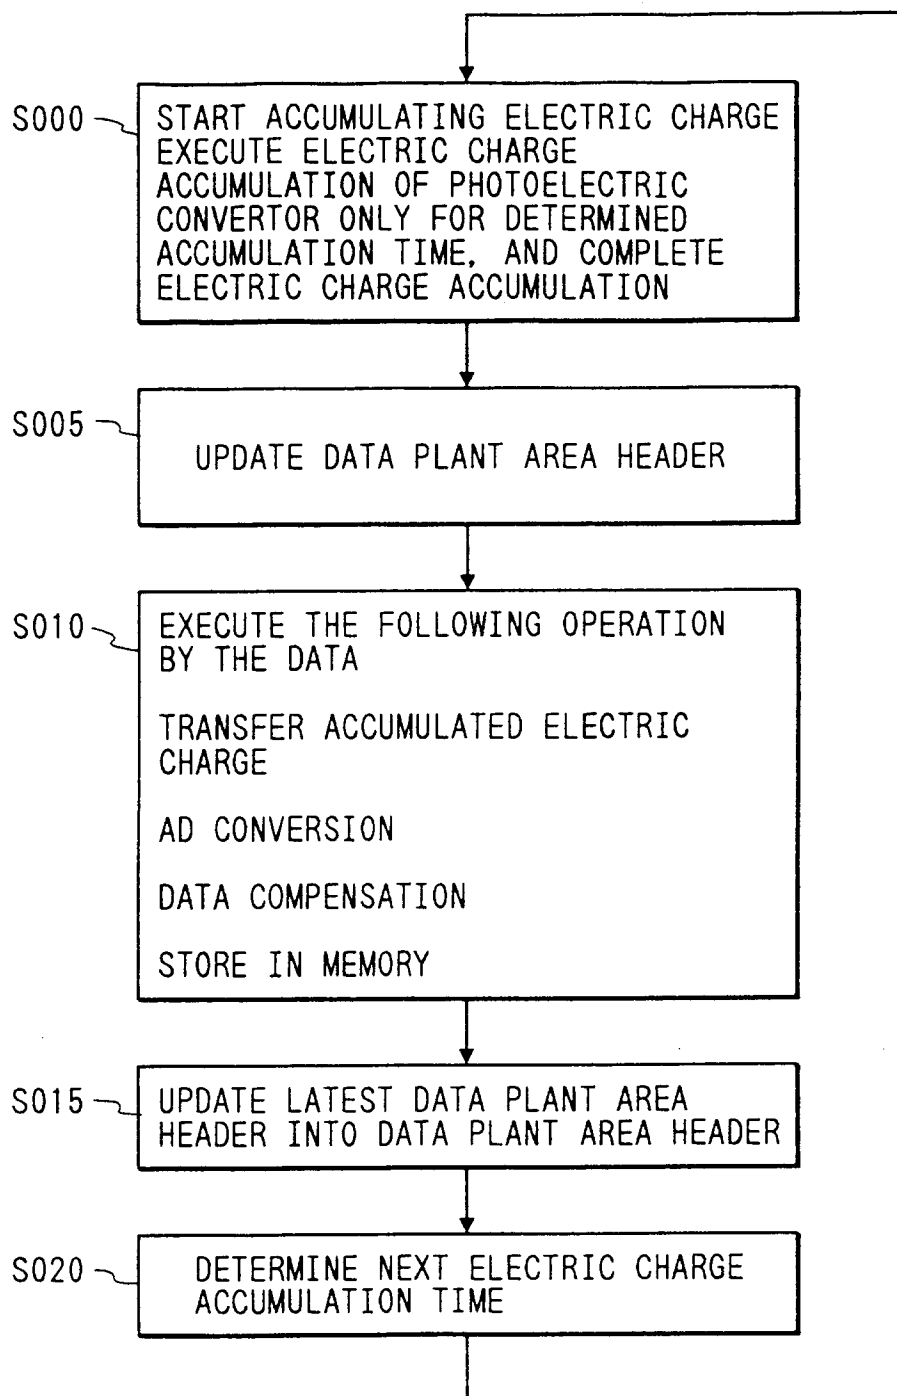 S000
START ACCUMULATING ELECTRIC CHARGE
EXECUTE ELECTRIC CHARGE
ACCUMULATION OF PHOTOELECTRIC
CONVERTOR ONLY FOR DETERMINED
ACCUMULATION TIME, AND COMPLETE
ELECTRIC CHARGE ACCUMULATION
S005
UPDATE DATA PLANT AREA HEADER
S010
EXECUTE THE FOLLOWING OPERATION
BY THE DATA
TRANSFER ACCUMULATED ELECTRIC
CHARGE
AD CONVERSION
DATA COMPENSATION
STORE IN MEMORY
S015
UPDATE LATEST DATA PLANT AREA
HEADER INTO DATA PLANT AREA HEADER
S020
DETERMINE NEXT ELECTRIC CHARGE
ACCUMULATION TIME